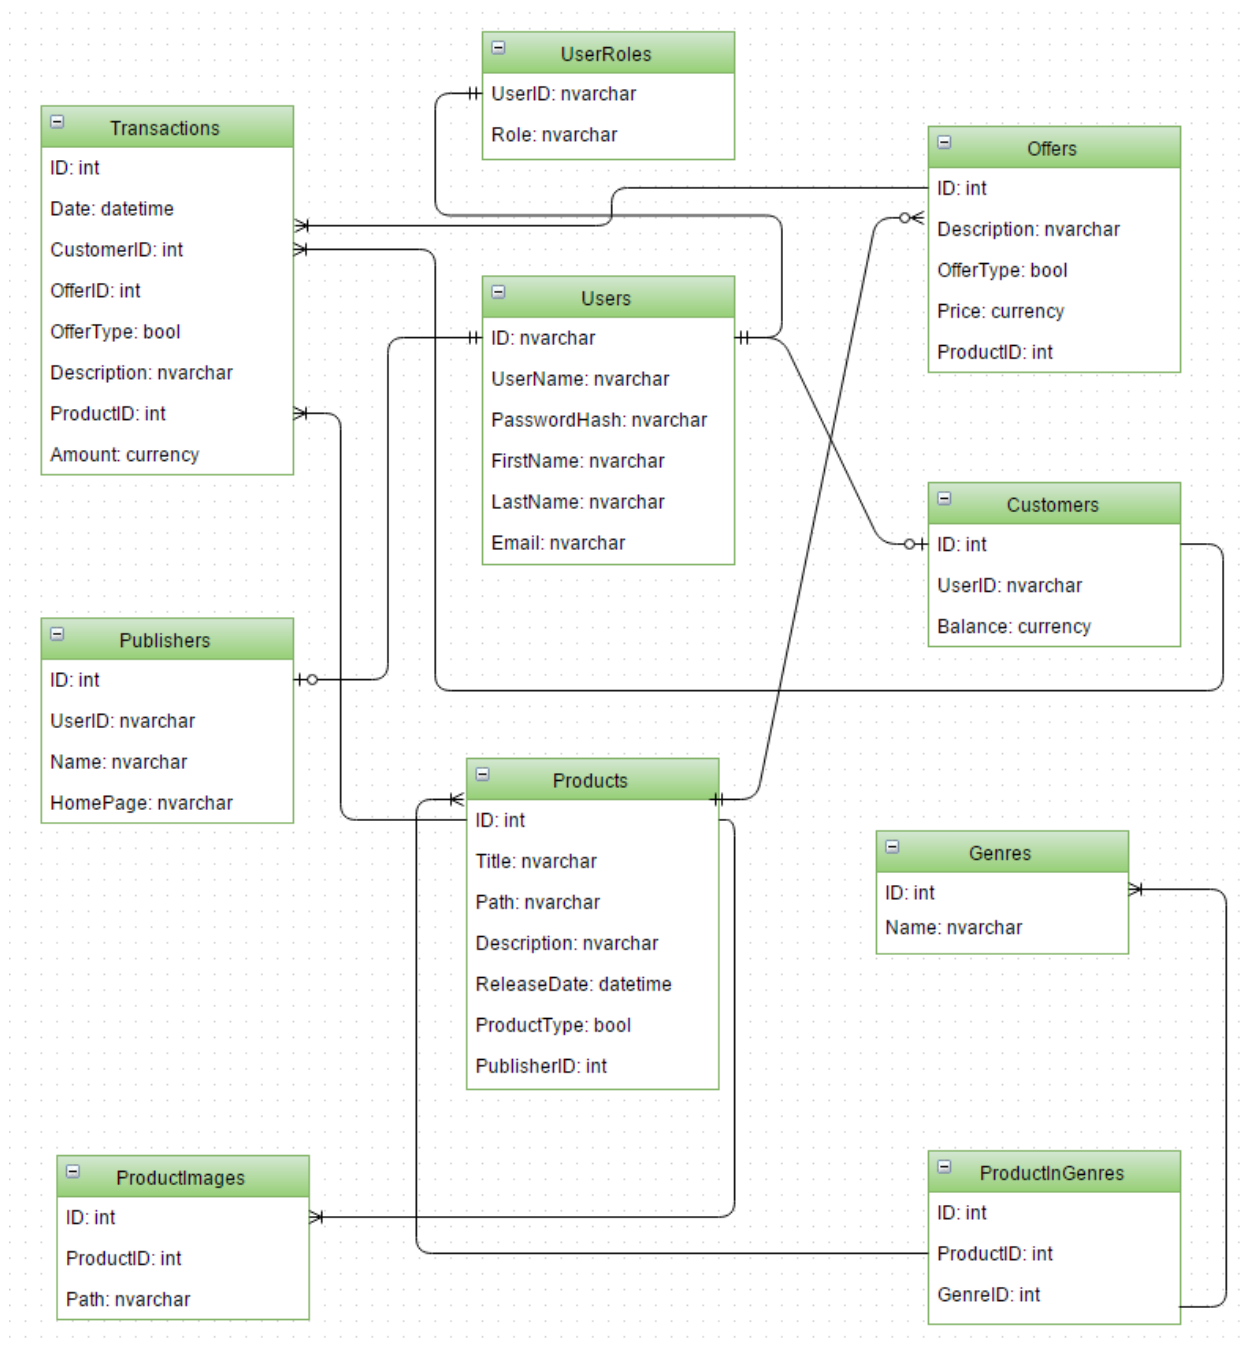 UserRoles
UserID: nvarchar
Role: nvarchar
Transactions
ID: int
Date: datetime
CustomerID: int
OfferID: int
OfferType: bool
Description: nvarchar
ProductID: int
Amount: currency
Offers
ID: int
Description: nvarchar
OfferType: bool
Price: currency
ProductID: int
Users
ID: nvarchar
UserName: nvarchar
PasswordHash: nvarchar
FirstName: nvarchar
LastName: nvarchar
Email: nvarchar
Customers
ID: int
UserID: nvarchar
Balance: currency
Publishers
ID: int
UserID: nvarchar
Name: nvarchar
HomePage: nvarchar
Products
ID: int
Title: nvarchar
Path: nvarchar
Description: nvarchar
ReleaseDate: datetime
ProductType: bool
PublisherID: int
Genres
ID: int
Name: nvarchar
ProductImages
ID: int
ProductID: int
Path: nvarchar
ProductInGenres
ID: int
ProductID: int
GenreID: int